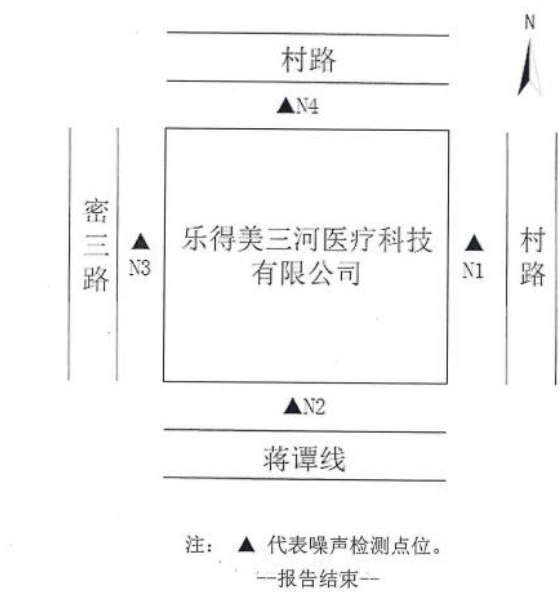 N
村路
▲N4
密三路
▲
N3
乐得美三河医疗科技
有限公司
▲
N1
村路
▲N2
蒋谭线
注： ▲ 代表噪声检测点位。
--报告结束--